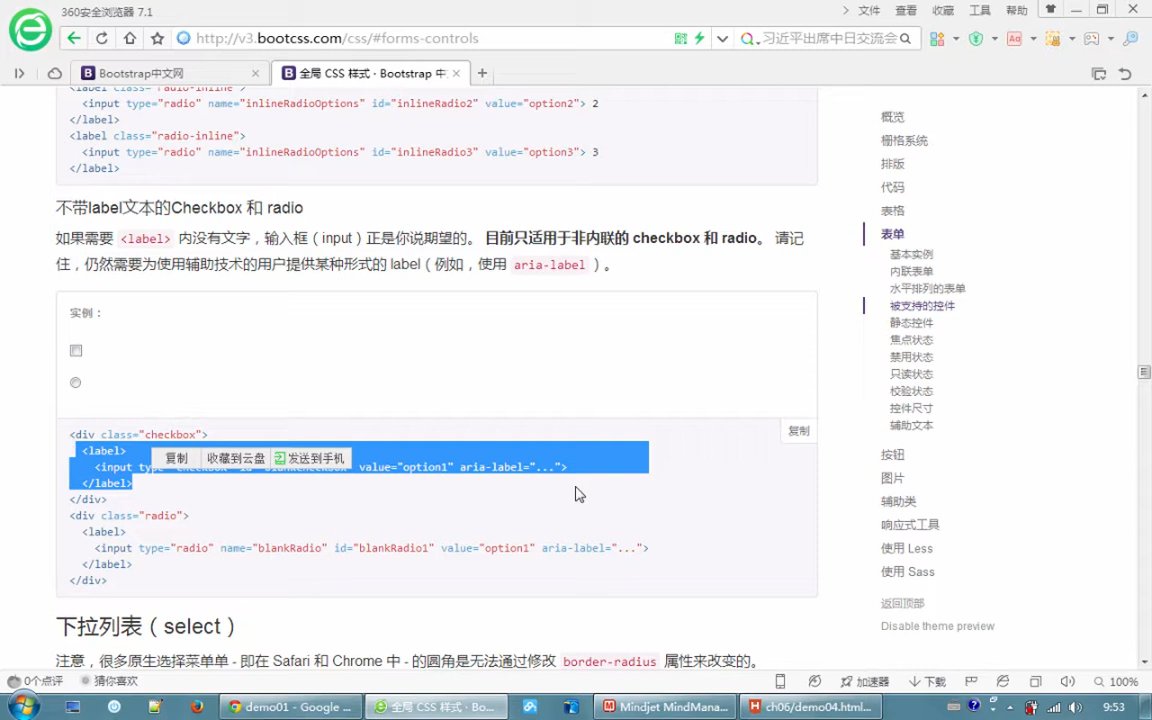 360安全浏览器 7.1
文件 查看 收藏 工具 帮助
http://v3.bootcss.com/css/#forms-controls
习近平出席中日交流会
Bootstrap中文网
全局 CSS 样式 · Bootstrap 中
<label class="radio-inline">
<input type="radio" name="inlineRadioOptions" id="inlineRadio2" value="option2"> 2
</label>
<label class="radio-inline">
<input type="radio" name="inlineRadioOptions" id="inlineRadio3" value="option3"> 3
</label>
不带label文本的Checkbox 和 radio
如果需要 <label> 内没有文字，输入框（input）正是你说期望的。 目前只适用于非内联的 checkbox 和 radio。 请记
住，仍然需要为使用辅助技术的用户提供某种形式的 label（例如，使用 aria-label ）。
实例：
复制
<div class="checkbox">
<label>
复制 收藏到云盘 发送到手机
<input value="option1" aria-label="...">
</label>
</div>
<div class="radio">
<label>
<input type="radio" name="blankRadio" id="blankRadio1" value="option1" aria-label="...">
</label>
</div>
下拉列表（select）
注意，很多原生选择菜单单 - 即在 Safari 和 Chrome 中 - 的圆角是无法通过修改 border-radius 属性来改变的。
概览
栅格系统
排版
代码
表格
表单
基本实例
内联表单
水平排列的表单
被支持的控件
静态控件
焦点状态
禁用状态
只读状态
校验状态
控件尺寸
辅助文本
按钮
图片
辅助类
响应式工具
使用 Less
使用 Sass
返回顶部
Disable theme preview
0个点评 猜你喜欢
加速器 下载 100%
demo01 - Google ...
全局 CSS 样式 · Bo...
Mindjet MindMana...
ch06/demo04.html...
9:53